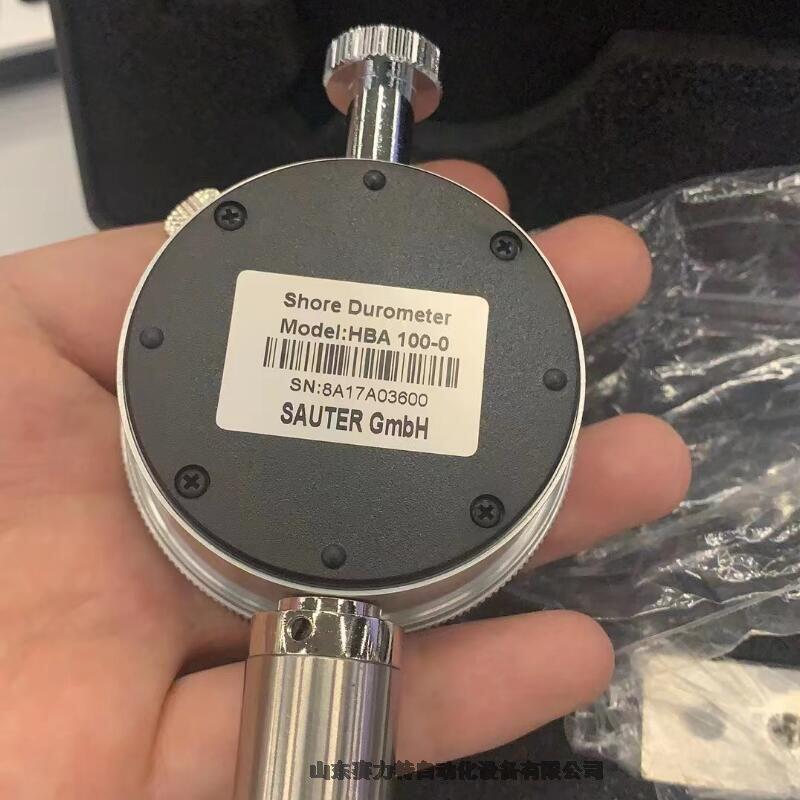 Shore Durometer
Model:HBA 100-0
SN:8A17A03600
SAUTER GmbH
山东赛力特自动化设备有限公司